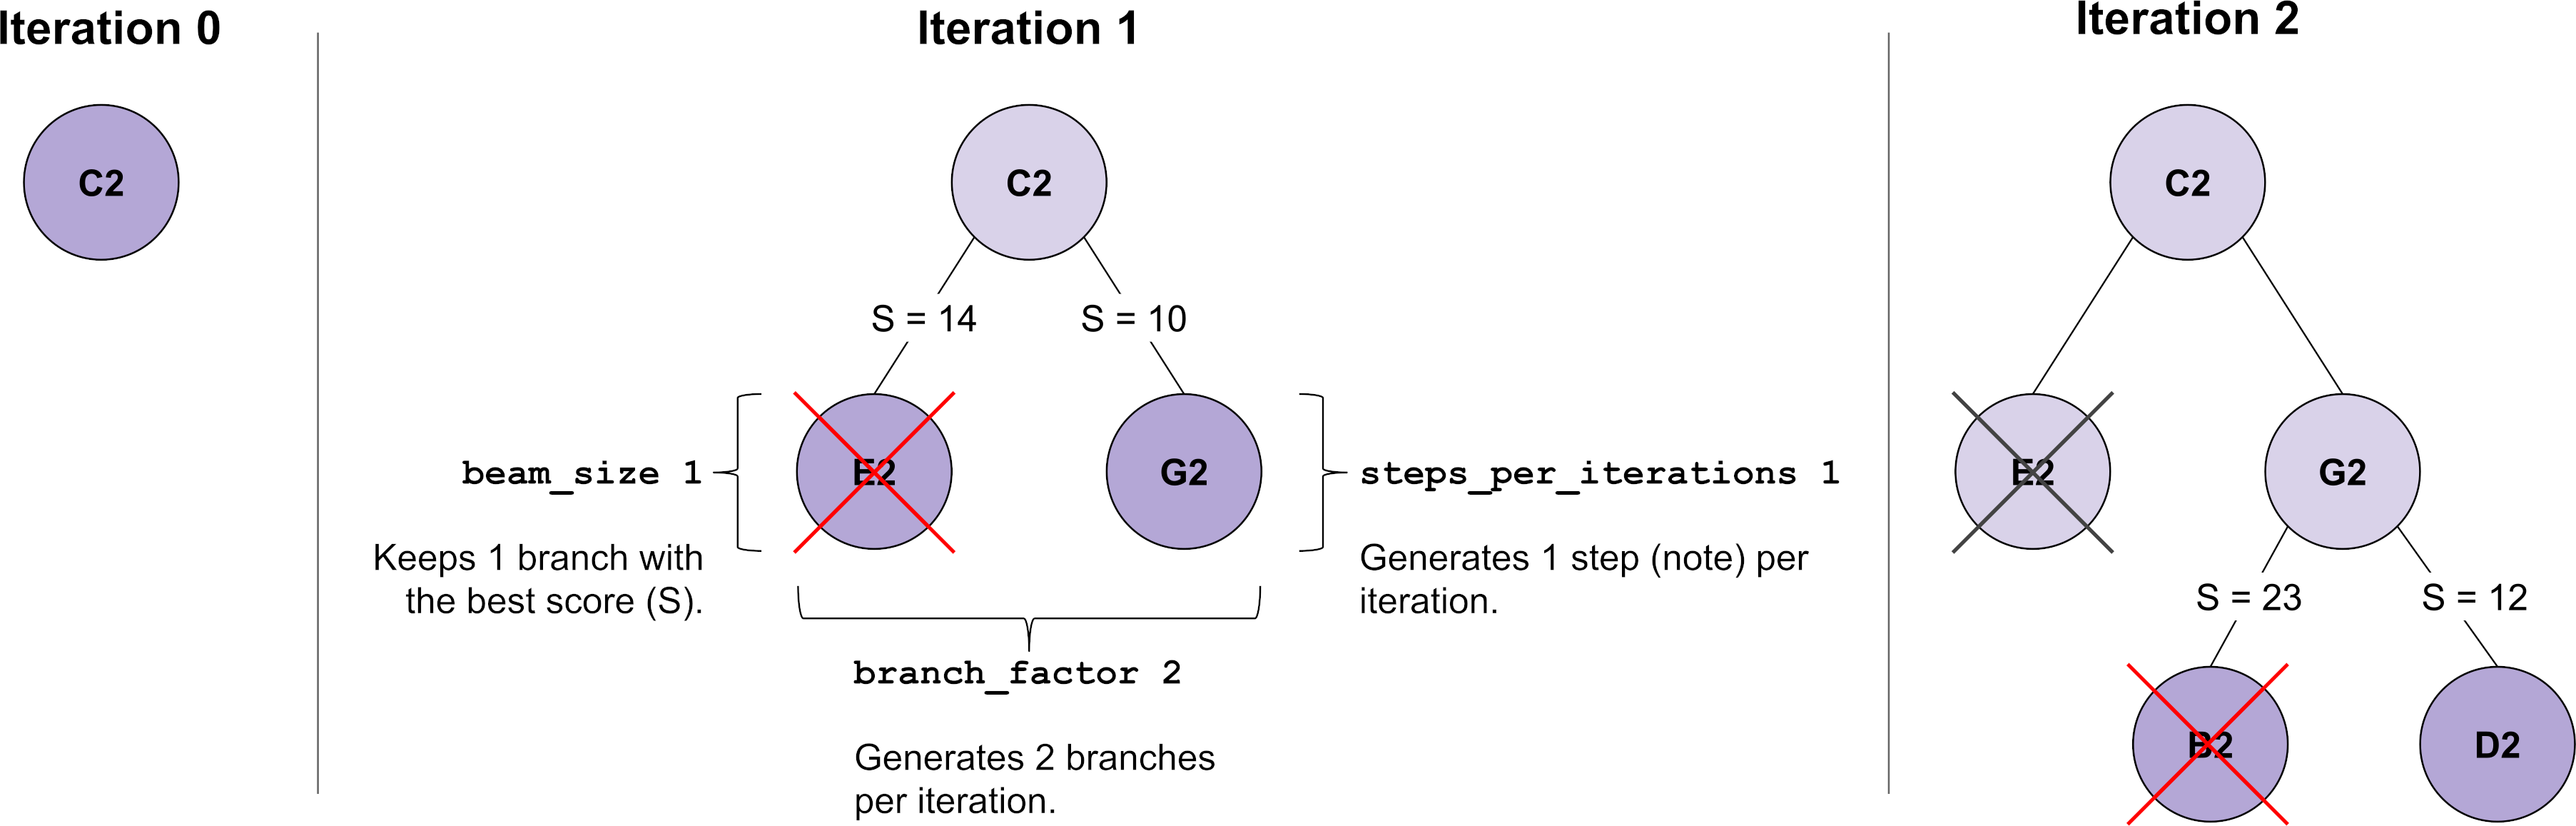 Iteration 0
C2
Iteration 1
C2
S = 14
S = 10
E2
G2
beam_size 1
Keeps 1 branch with
the best score (S).
steps_per_iterations 1
Generates 1 step (note) per
iteration.
branch_factor 2
Generates 2 branches
per iteration.
Iteration 2
C2
E2
G2
S = 23
S = 12
B2
D2